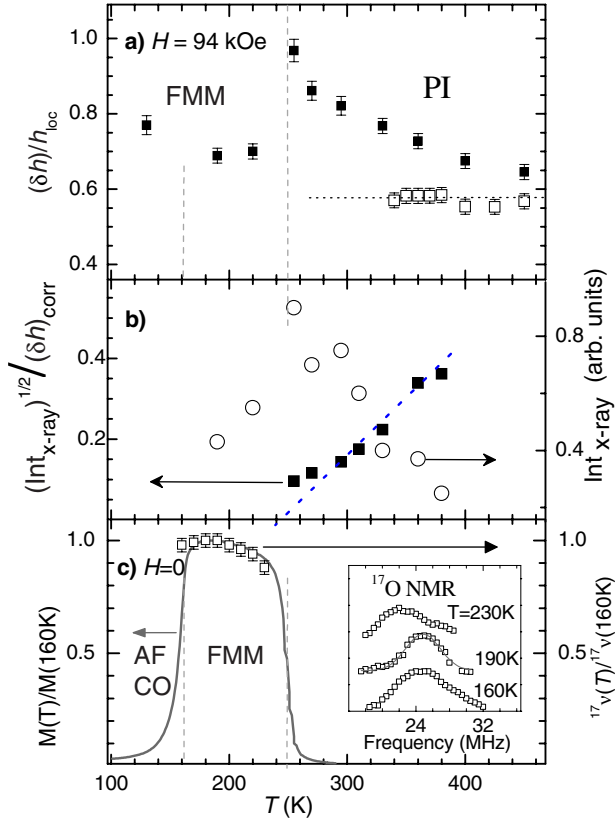 a) H = 94 kOe
FMM
PI
(δh)/h_loc
1.0
0.8
0.6
0.4
b)
(Int_x-ray)^1/2/(δh)_corr
0.4
0.2
Int x-ray (arb. units)
0.8
0.4
c) H=0
M(T)/M(160K)
1.0
0.5
AF
CO
FMM
^17O NMR
T=230K
190K
160K
24 32
Frequency (MHz)
1.0
0.5
^17ν(T)/^17ν(160K)
100 200 300 400
T (K)